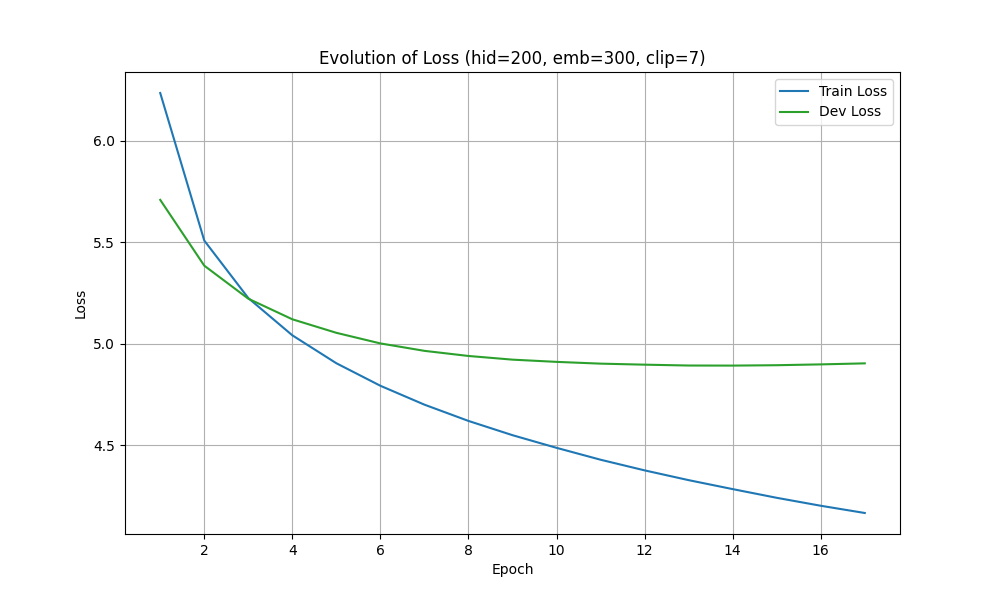 Evolution of Loss (hid=200, emb=300, clip=7)
Train Loss
Dev Loss
6.0
5.5
5.0
4.5
Loss
2 4 6 8 10 12 14 16
Epoch